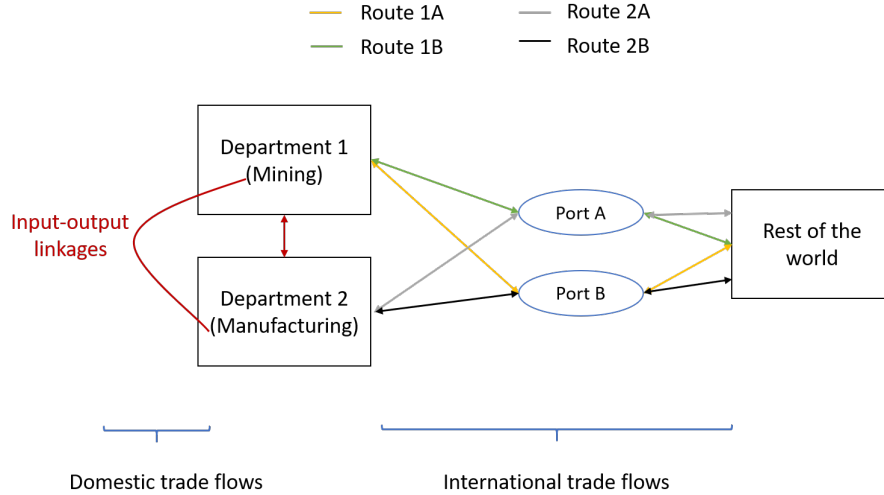 Route 1A
Route 2A
Route 1B
Route 2B
Department 1
(Mining)
Input-output
linkages
Department 2
(Manufacturing)
Port A
Port B
Rest of the
world
Domestic trade flows
International trade flows